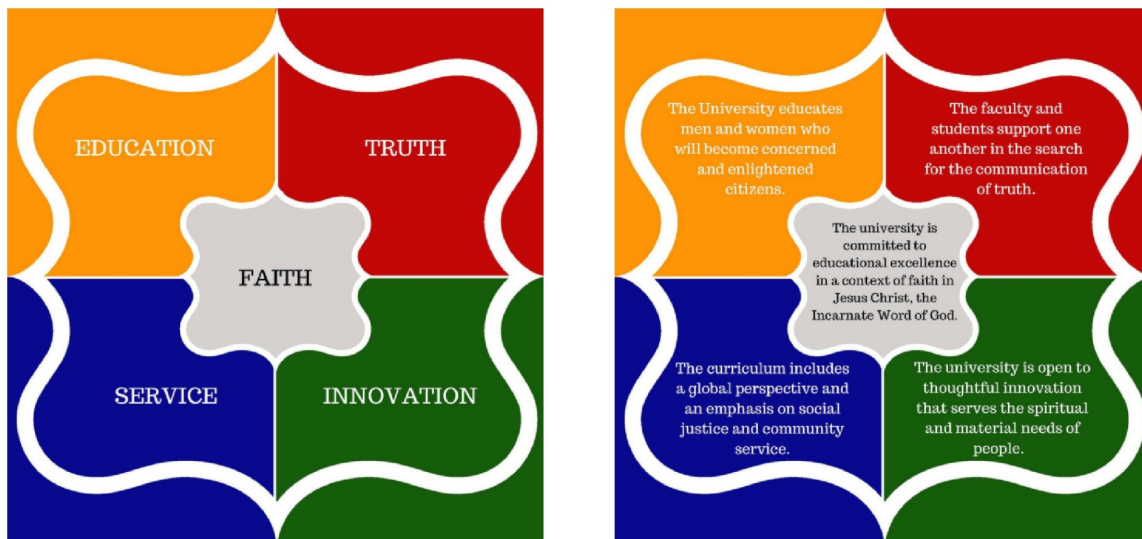 EDUCATION
TRUTH
FAITH
SERVICE
INNOVATION
The University educates
men and women who
will become concerned
and enlightened
citizens.
The faculty and
students support one
another in the search
for the communication
of truth.
The university is
committed to
educational excellence
in a context of faith in
Jesus Christ, the
Incarnate Word of God.
The curriculum includes
a global perspective and
an emphasis on social
justice and community
service.
The university is open to
thoughtful innovation
that serves the spiritual
and material needs of
people.